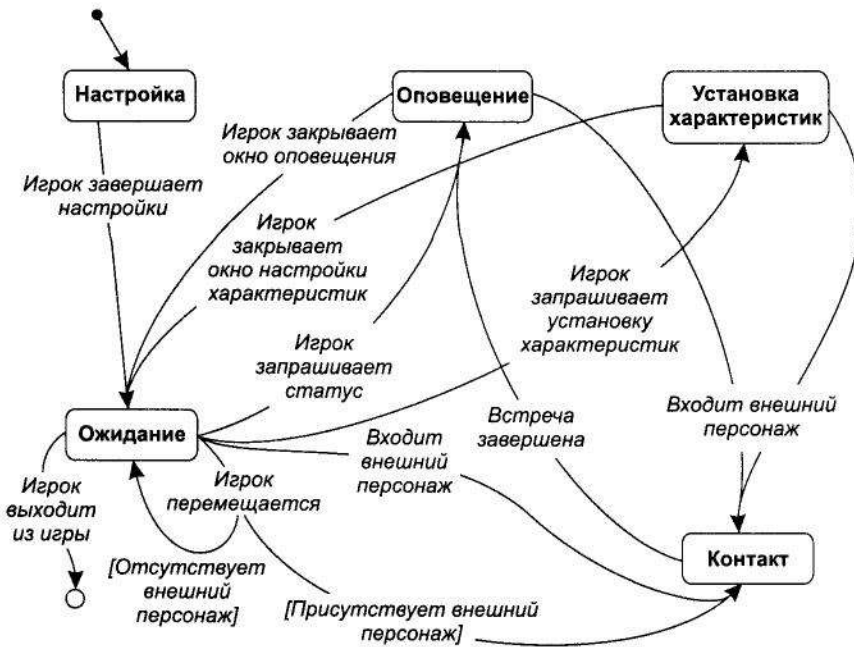 Настройка
Оповещение
Установка
характеристик
Игрок закрывает
окно оповещения
Игрок завершает
настройки
Игрок
закрывает
окно настройки
характеристик
Игрок
запрашивает
установку
характеристик
Игрок
запрашивает
статус
Ожидание
Входит
внешний
персонаж
Встреча
завершена
Входит внешний
персонаж
Игрок
выходит
из игры
Игрок
перемещается
[Отсутствует
внешний
персонаж]
[Присутствует внешний
персонаж]
Контакт